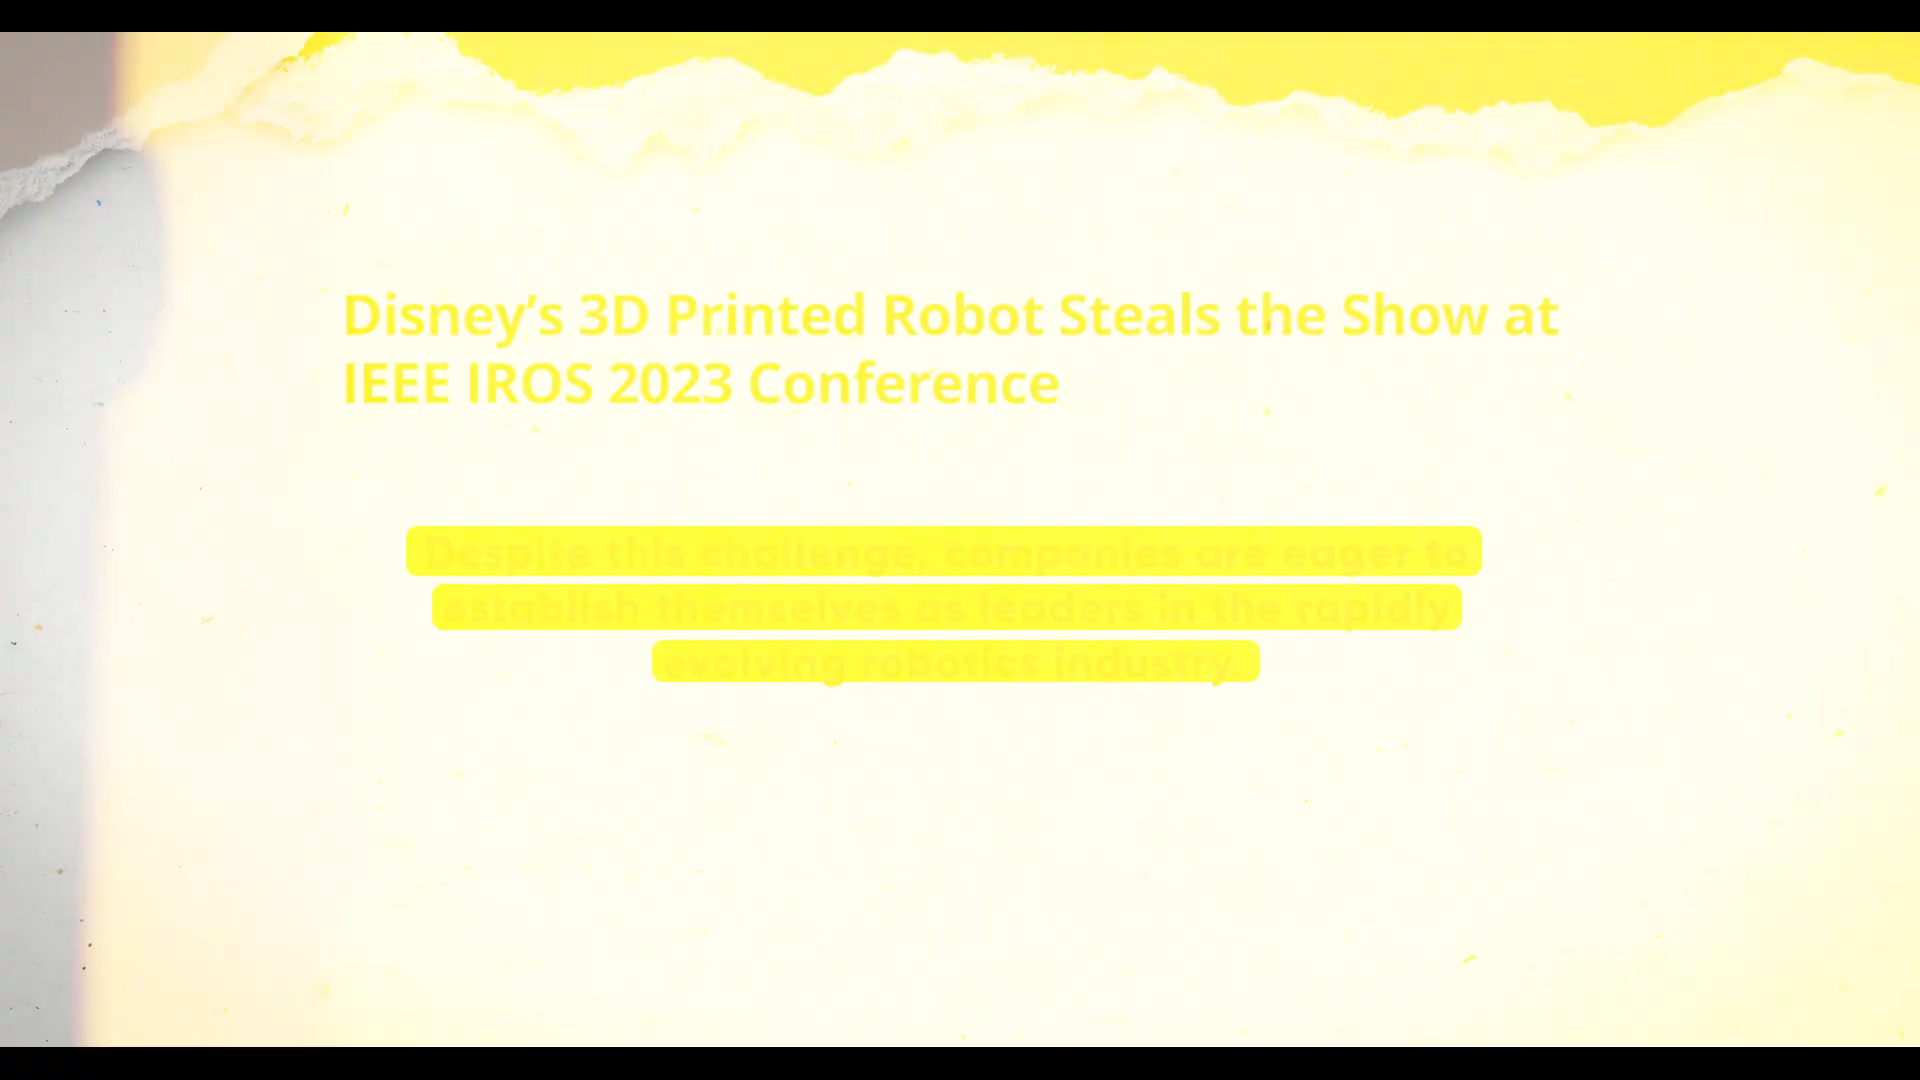 Disney’s 3D Printed Robot Steals the Show at
IEEE IROS 2023 Conference
Despite this challenge, companies are eager to
establish themselves as leaders in the rapidly
evolving robotics industry.